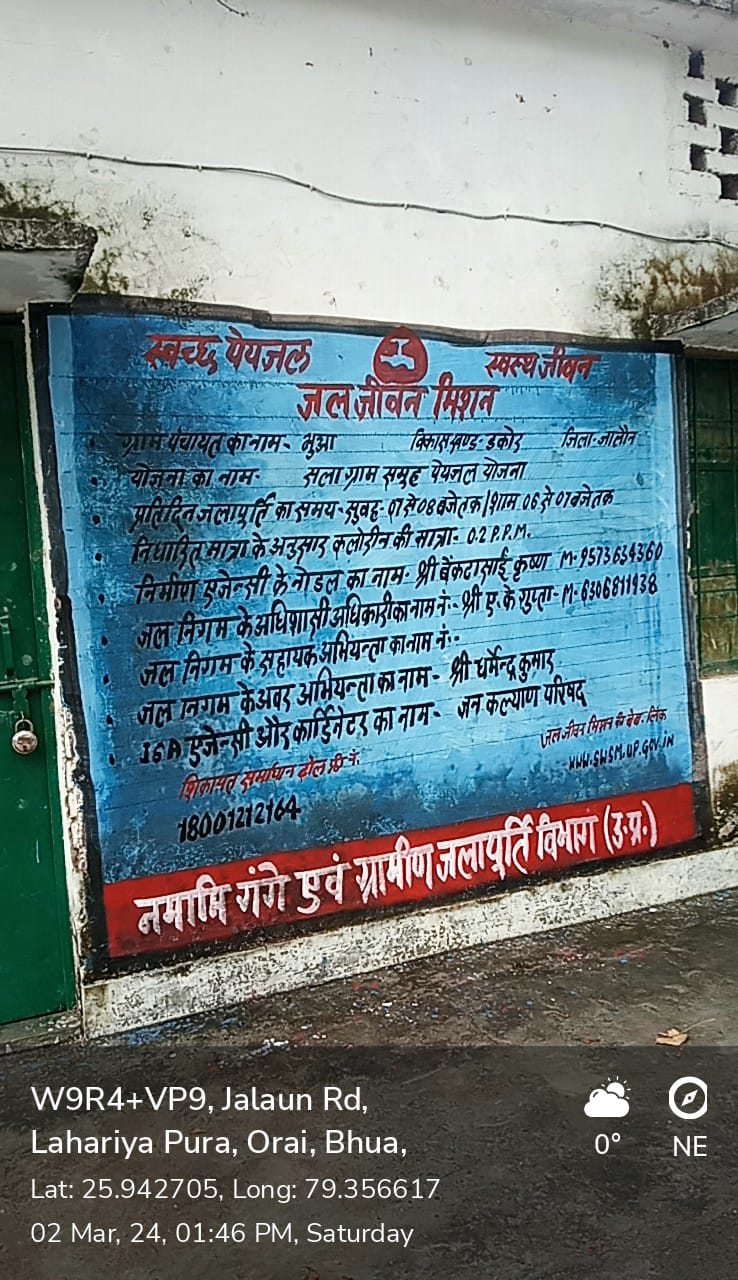 स्वच्छ पेयजल स्वस्थ जीवन
जल जीवन मिशन
ग्राम पंचायत का नाम- भुआ विकासखण्ड- डकोर जिला- जालौन
योजना का नाम- सला ग्राम समूह पेयजल योजना
प्रतिदिन जलापूर्ति का समय- सुवह- 07 से 08 बजे तक / शाम 06 से 07 बजे तक
निर्धारित मात्रा के अनुसार क्लोरीन की मात्रा- 0.2 P.P.M.
निर्माण एजेन्सी के नोडल का नाम- श्री बेंकटासाई कृष्णा M- 9573634360
जल निगम के अधिशासी अधिकारी का नाम नं:- श्री ए. के गुप्ता- M- 6306811938
जल निगम के सहायक अभियन्ता का नाम नं:-
जल निगम के अवर अभियन्ता का नाम- श्री धर्मेन्द्र कुमार
ISA एजेन्सी और कार्डिनेटर का नाम- जन कल्याण परिषद
शिकायत समाधान टोल फ्री नं.
18001212164
जल जीवन मिशन की बेब-लिंक
WWW.SWSM.UP.GOV.IN
नमामि गंगे एवं ग्रामीण जलापूर्ति विभाग (उ.प्र.)
W9R4+VP9, Jalaun Rd,
Lahariya Pura, Orai, Bhua,
0° NE
Lat: 25.942705, Long: 79.356617
02 Mar, 24, 01:46 PM, Saturday